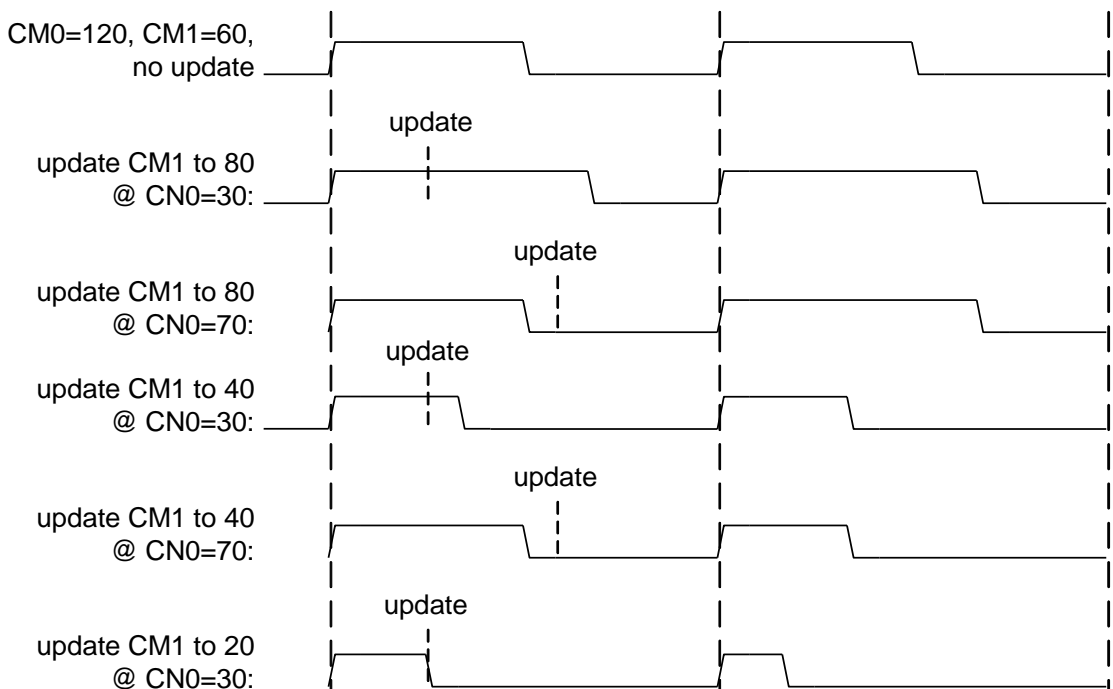 CM0=120, CM1=60,
no update
update
update CM1 to 80
@ CN0=30:
update
update CM1 to 80
@ CN0=70:
update
update CM1 to 40
@ CN0=30:
update
update CM1 to 40
@ CN0=70:
update
update CM1 to 20
@ CN0=30: